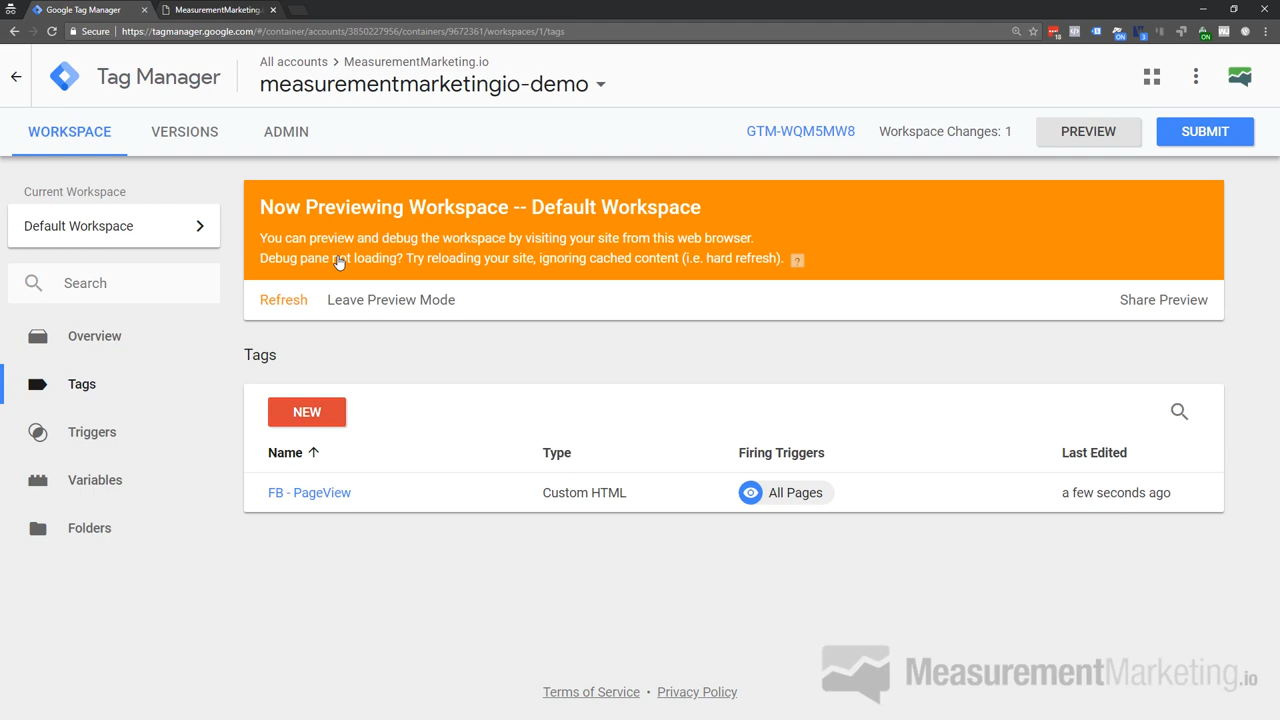 Google Tag Manager
MeasurementMarketing.
Secure
https://tagmanager.google.com/#/container/accounts/3850227956/containers/9672361/workspaces/1/tags
Tag Manager
All accounts > MeasurementMarketing.io
measurementmarketingio-demo
WORKSPACE
VERSIONS
ADMIN
GTM-WQM5MW8
Workspace Changes: 1
PREVIEW
SUBMIT
Current Workspace
Default Workspace
Search
Overview
Tags
Triggers
Variables
Folders
Now Previewing Workspace -- Default Workspace
You can preview and debug the workspace by visiting your site from this web browser.
Debug pane not loading? Try reloading your site, ignoring cached content (i.e. hard refresh). ?
Refresh
Leave Preview Mode
Share Preview
Tags
NEW
Name
Type
Firing Triggers
Last Edited
FB - PageView
Custom HTML
All Pages
a few seconds ago
Terms of Service • Privacy Policy
MeasurementMarketing.io